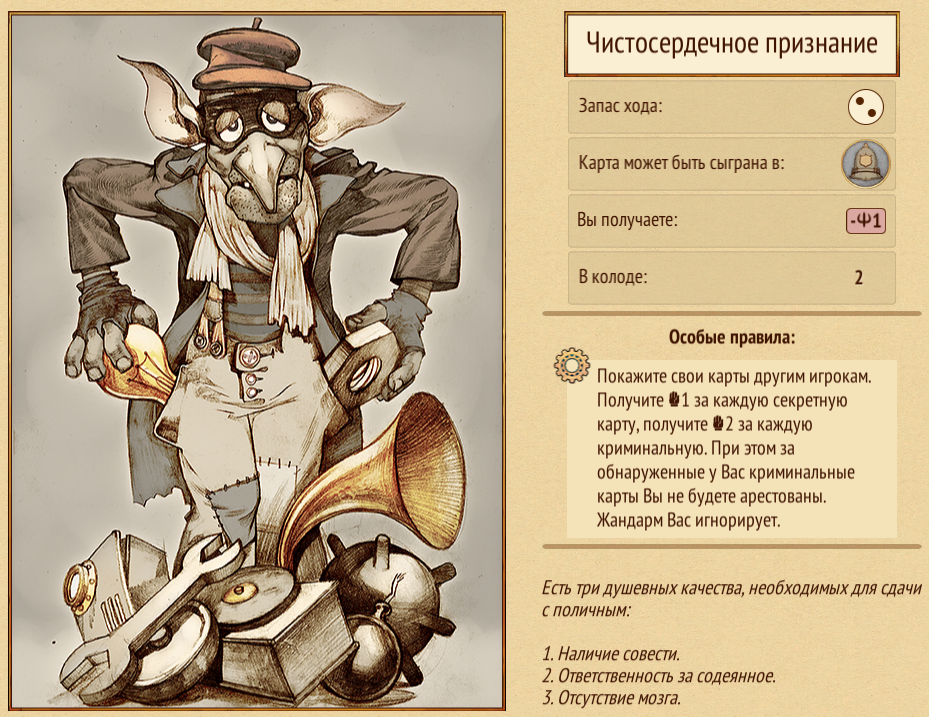 Чистосердечное признание
Запас хода:
Карта может быть сыграна в:
Вы получаете: -1
В колоде: 2
Особые правила:
Покажите свои карты другим игрокам.
Получите 1 за каждую секретную
карту, получите 2 за каждую
криминальную. При этом за
обнаруженные у Вас криминальные
карты Вы не будете арестованы.
Жандарм Вас игнорирует.
Есть три душевных качества, необходимых для сдачи
с поличным:
1. Наличие совести.
2. Ответственность за содеянное.
3. Отсутствие мозга.